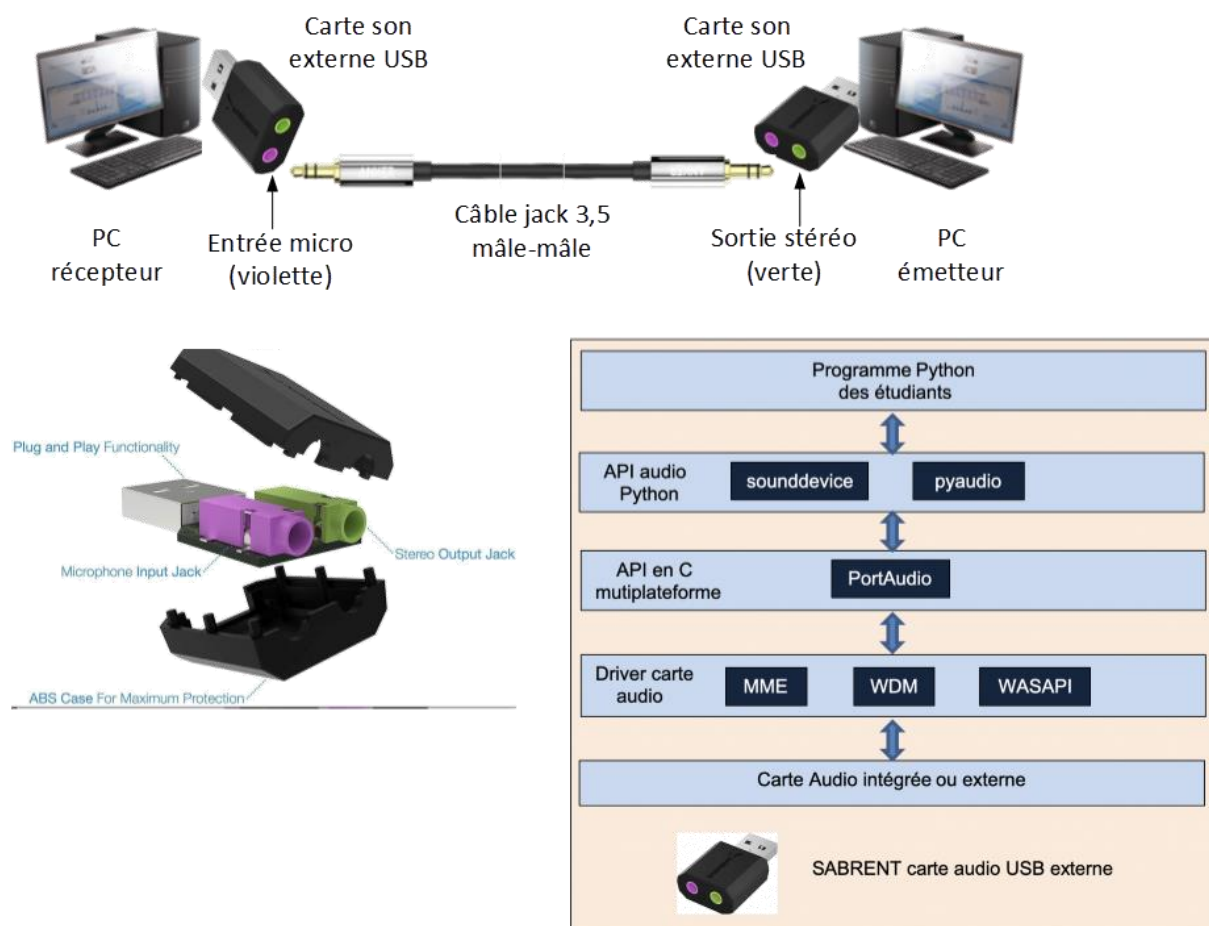 Carte son
externe USB
Carte son
externe USB
PC
récepteur
Entrée micro
(violette)
Câble jack 3,5
mâle-mâle
Sortie stéréo
(verte)
PC
émetteur
Plug and Play Functionality
Stereo Output Jack
Microphone Input Jack
ABS Case For Maximum Protection
Programme Python
des étudiants
API audio
Python
sounddevice
pyaudio
API en C
mutiplateforme
PortAudio
Driver carte
audio
MME
WDM
WASAPI
Carte Audio intégrée ou externe
SABRENT carte audio USB externe